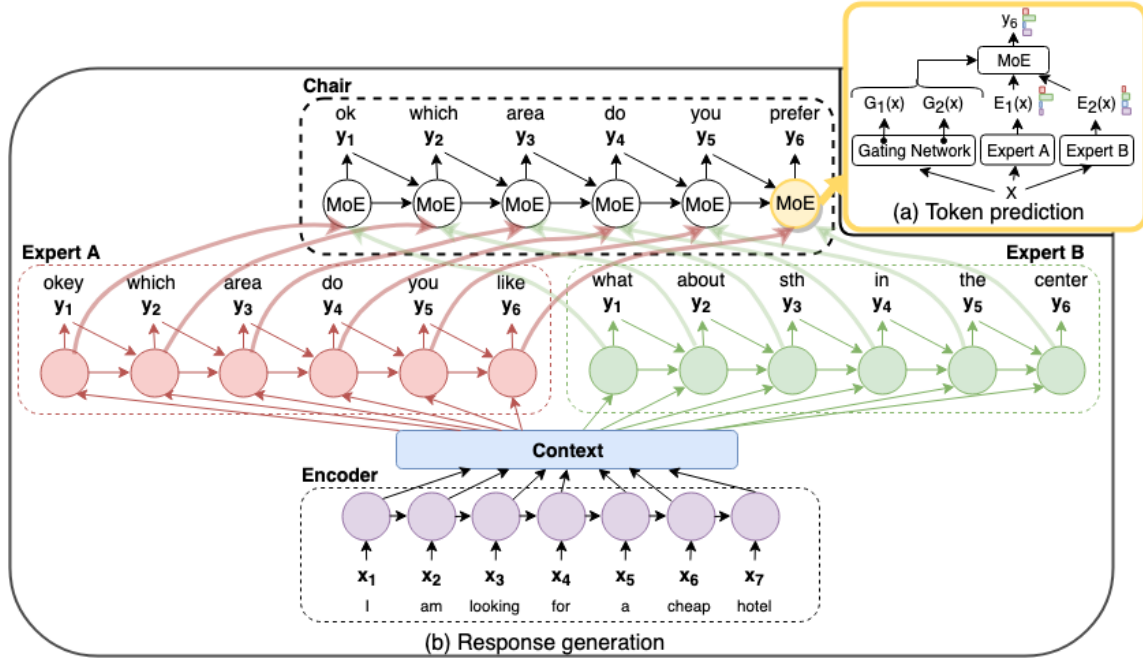 y6
MoE
G1(x) G2(x) E1(x) E2(x)
Gating Network Expert A Expert B
X
(a) Token prediction
Chair
ok which area do you prefer
y1 y2 y3 y4 y5 y6
MoE MoE MoE MoE MoE MoE
Expert A
okey which area do you like
y1 y2 y3 y4 y5 y6
Expert B
what about sth in the center
y1 y2 y3 y4 y5 y6
Context
Encoder
x1 x2 x3 x4 x5 x6 x7
I am looking for a cheap hotel
(b) Response generation